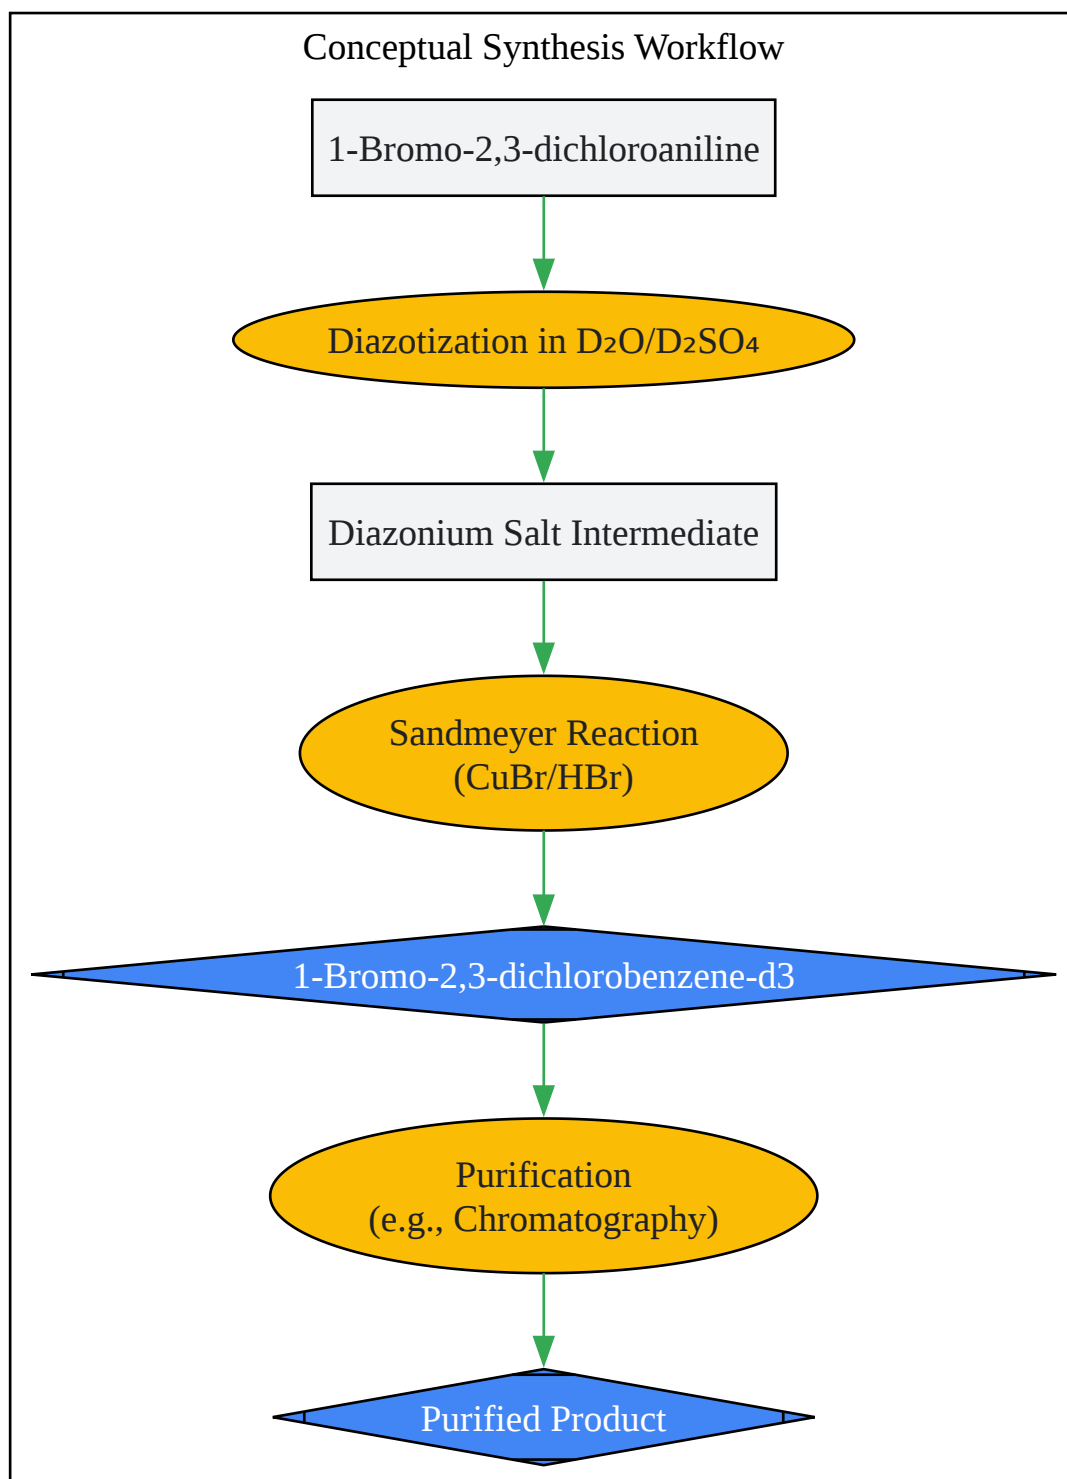 Conceptual Synthesis Workflow
1-Bromo-2,3-dichloroaniline
Diazotization in D₂O/D₂SO₄
Diazonium Salt Intermediate
Sandmeyer Reaction
(CuBr/HBr)
1-Bromo-2,3-dichlorobenzene-d3
Purification
(e.g., Chromatography)
Purified Product